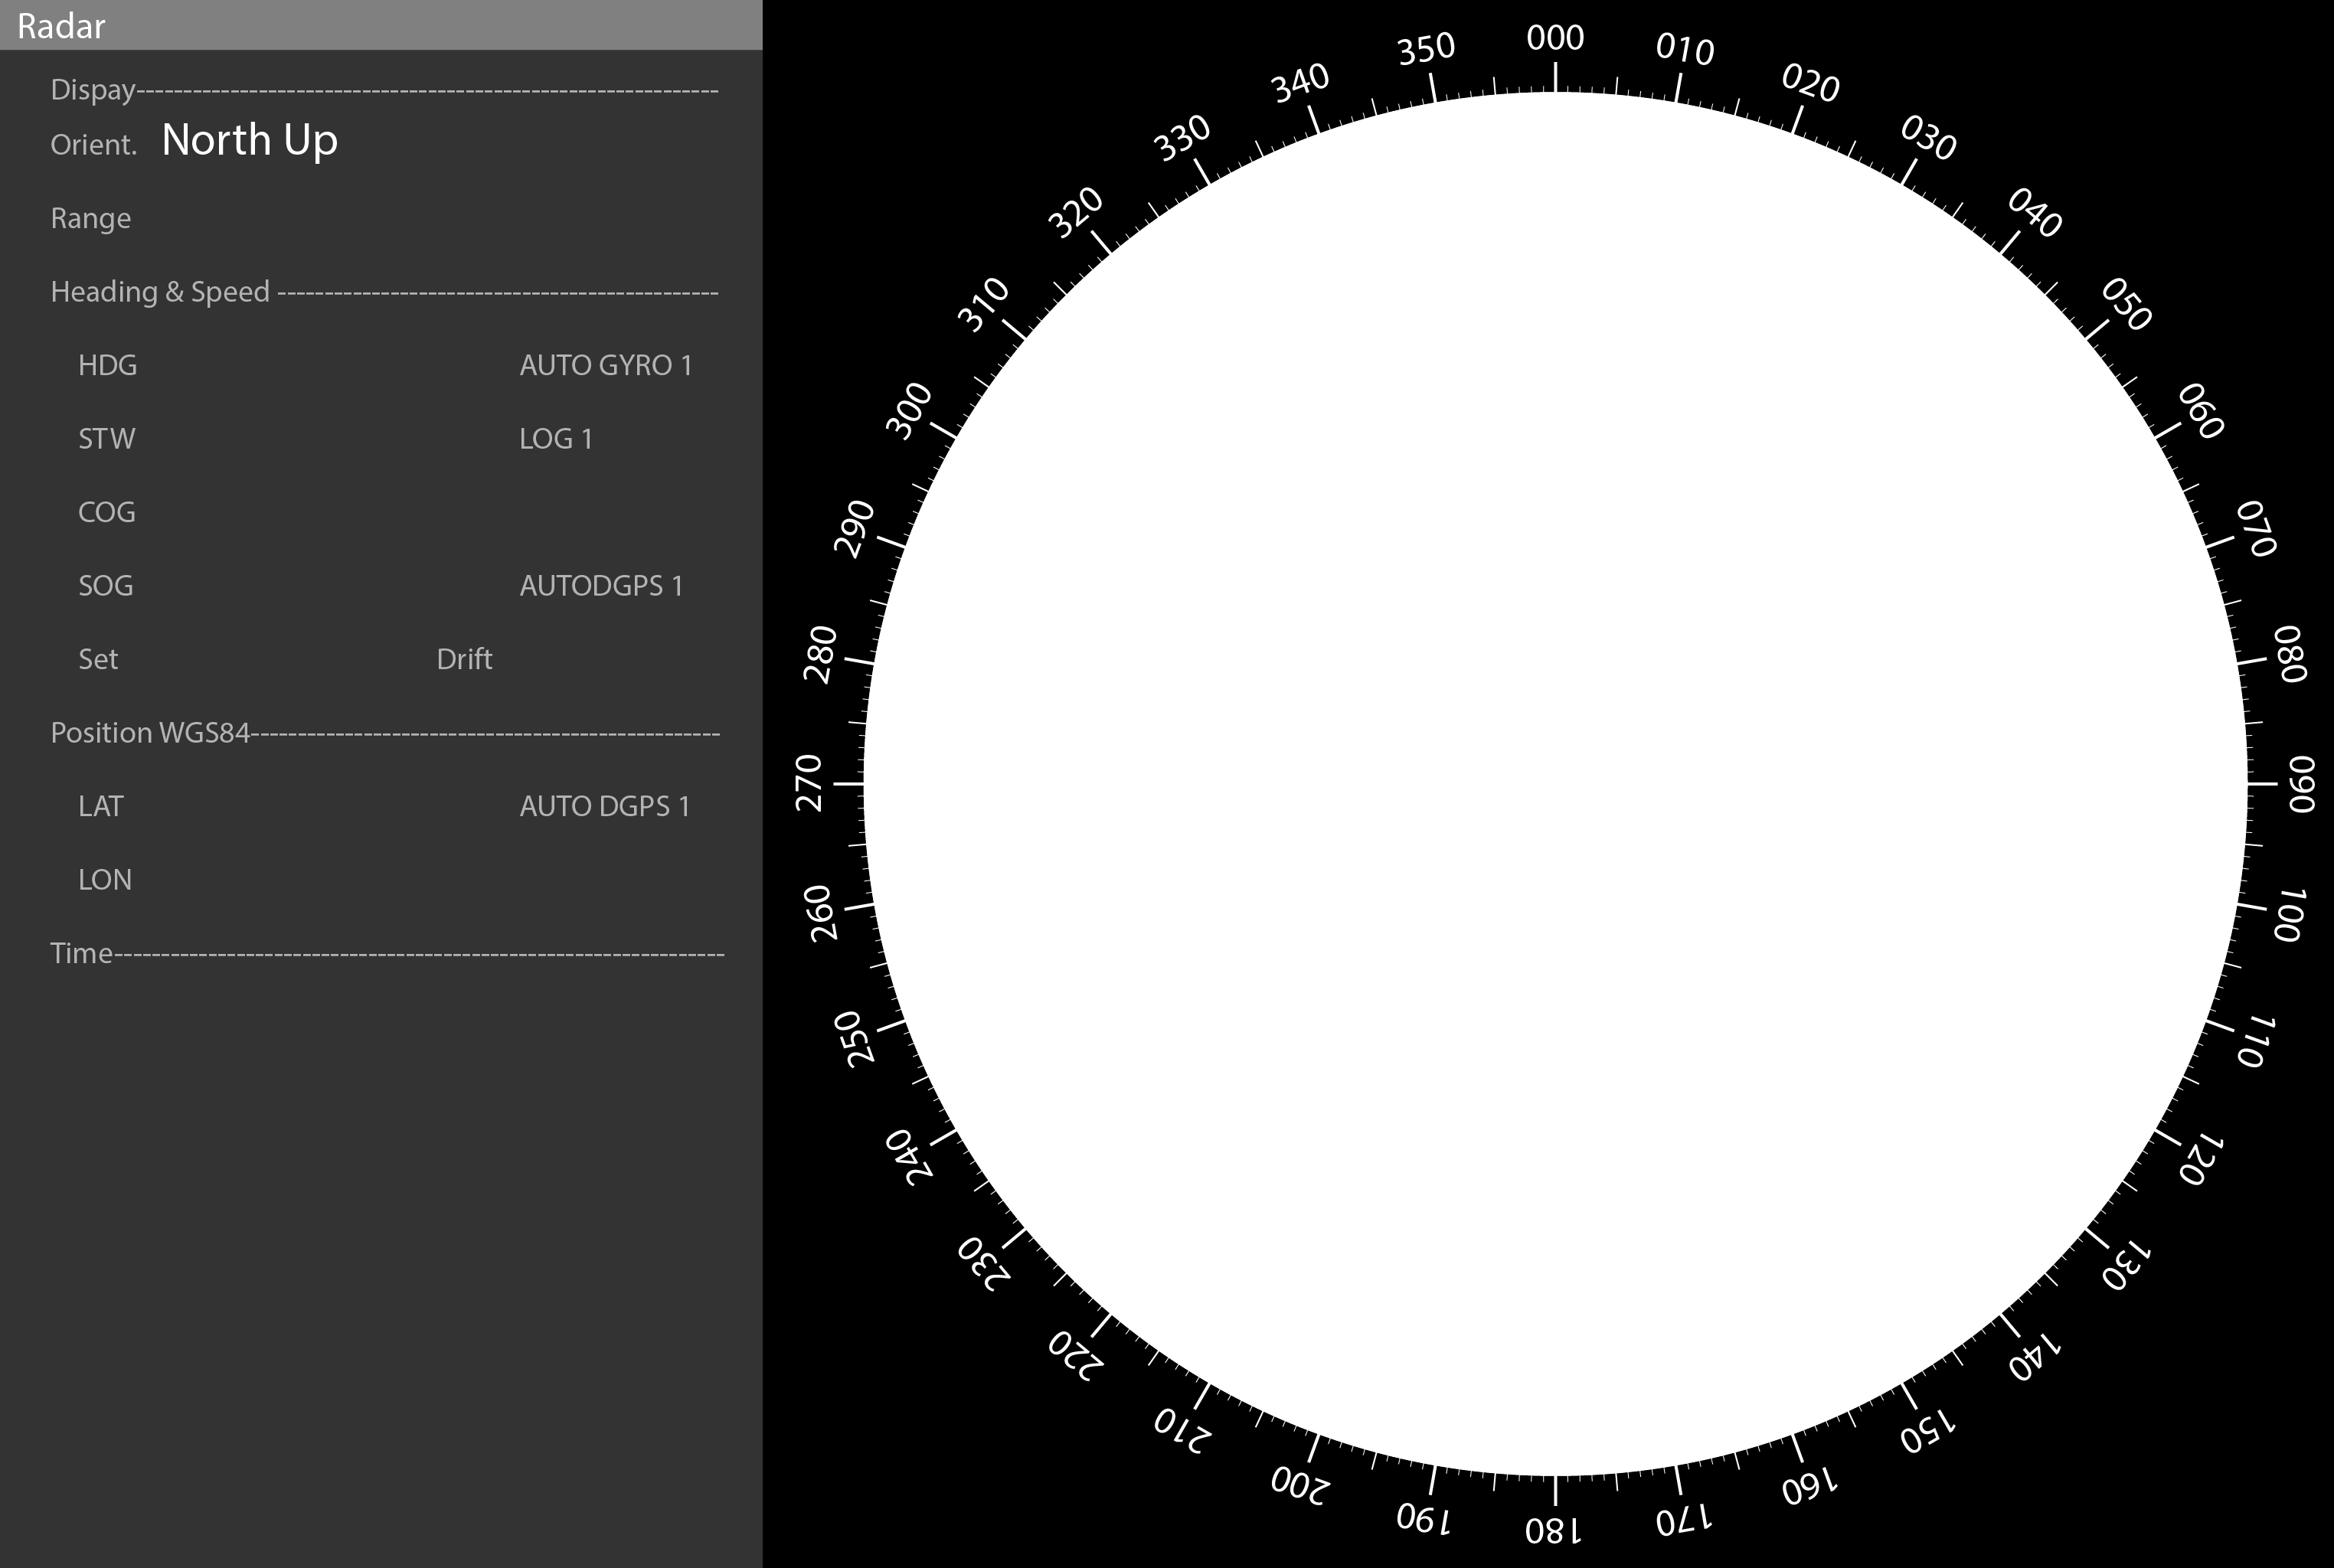 Radar
Dispay---------------------------------------------------------------
Orient. North Up
Range
Heading & Speed ------------------------------------------------
HDG AUTO GYRO 1
STW LOG 1
COG
SOG AUTODGPS 1
Set Drift
Position WGS84---------------------------------------------------
LAT AUTO DGPS 1
LON
Time------------------------------------------------------------------
000
010
020
030
040
050
060
070
080
090
100
110
120
130
140
150
160
170
180
190
200
210
220
230
240
250
260
270
280
290
300
310
320
330
340
350